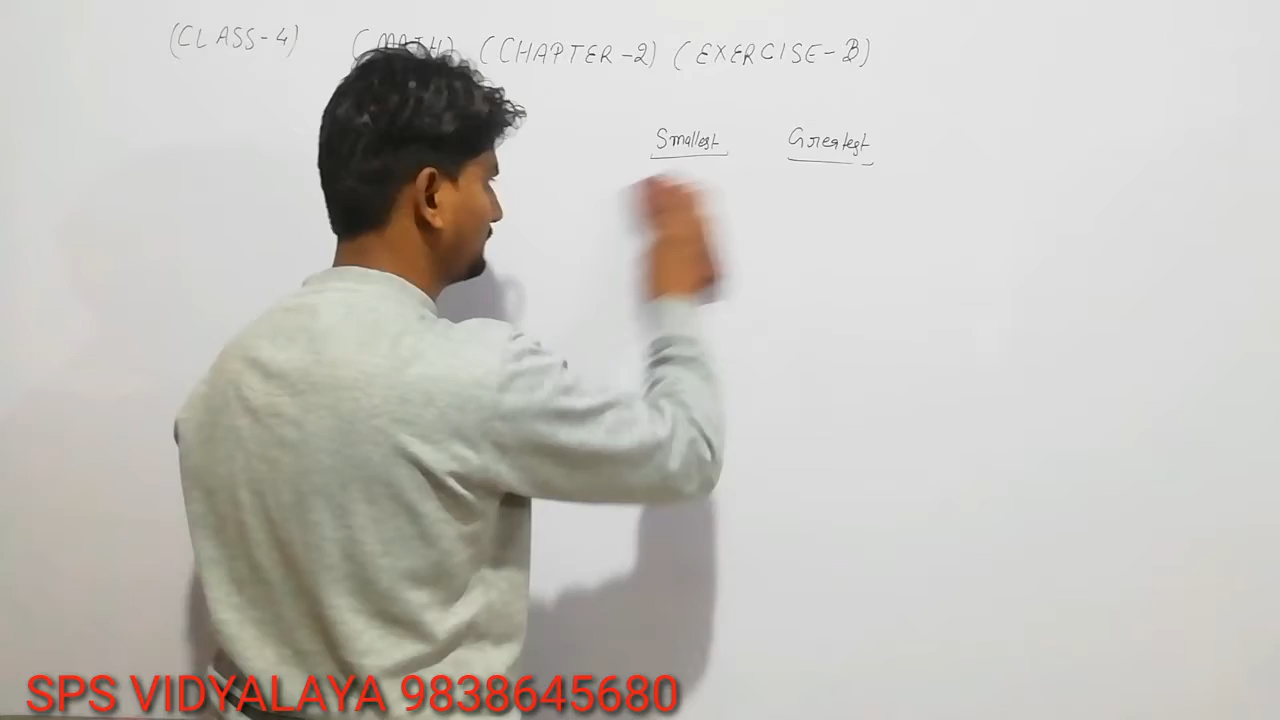 (CLASS-4) (MATH) (CHAPTER-2) (EXERCISE-B)
Smallest Greatest
SPS VIDYALAYA 9838645680